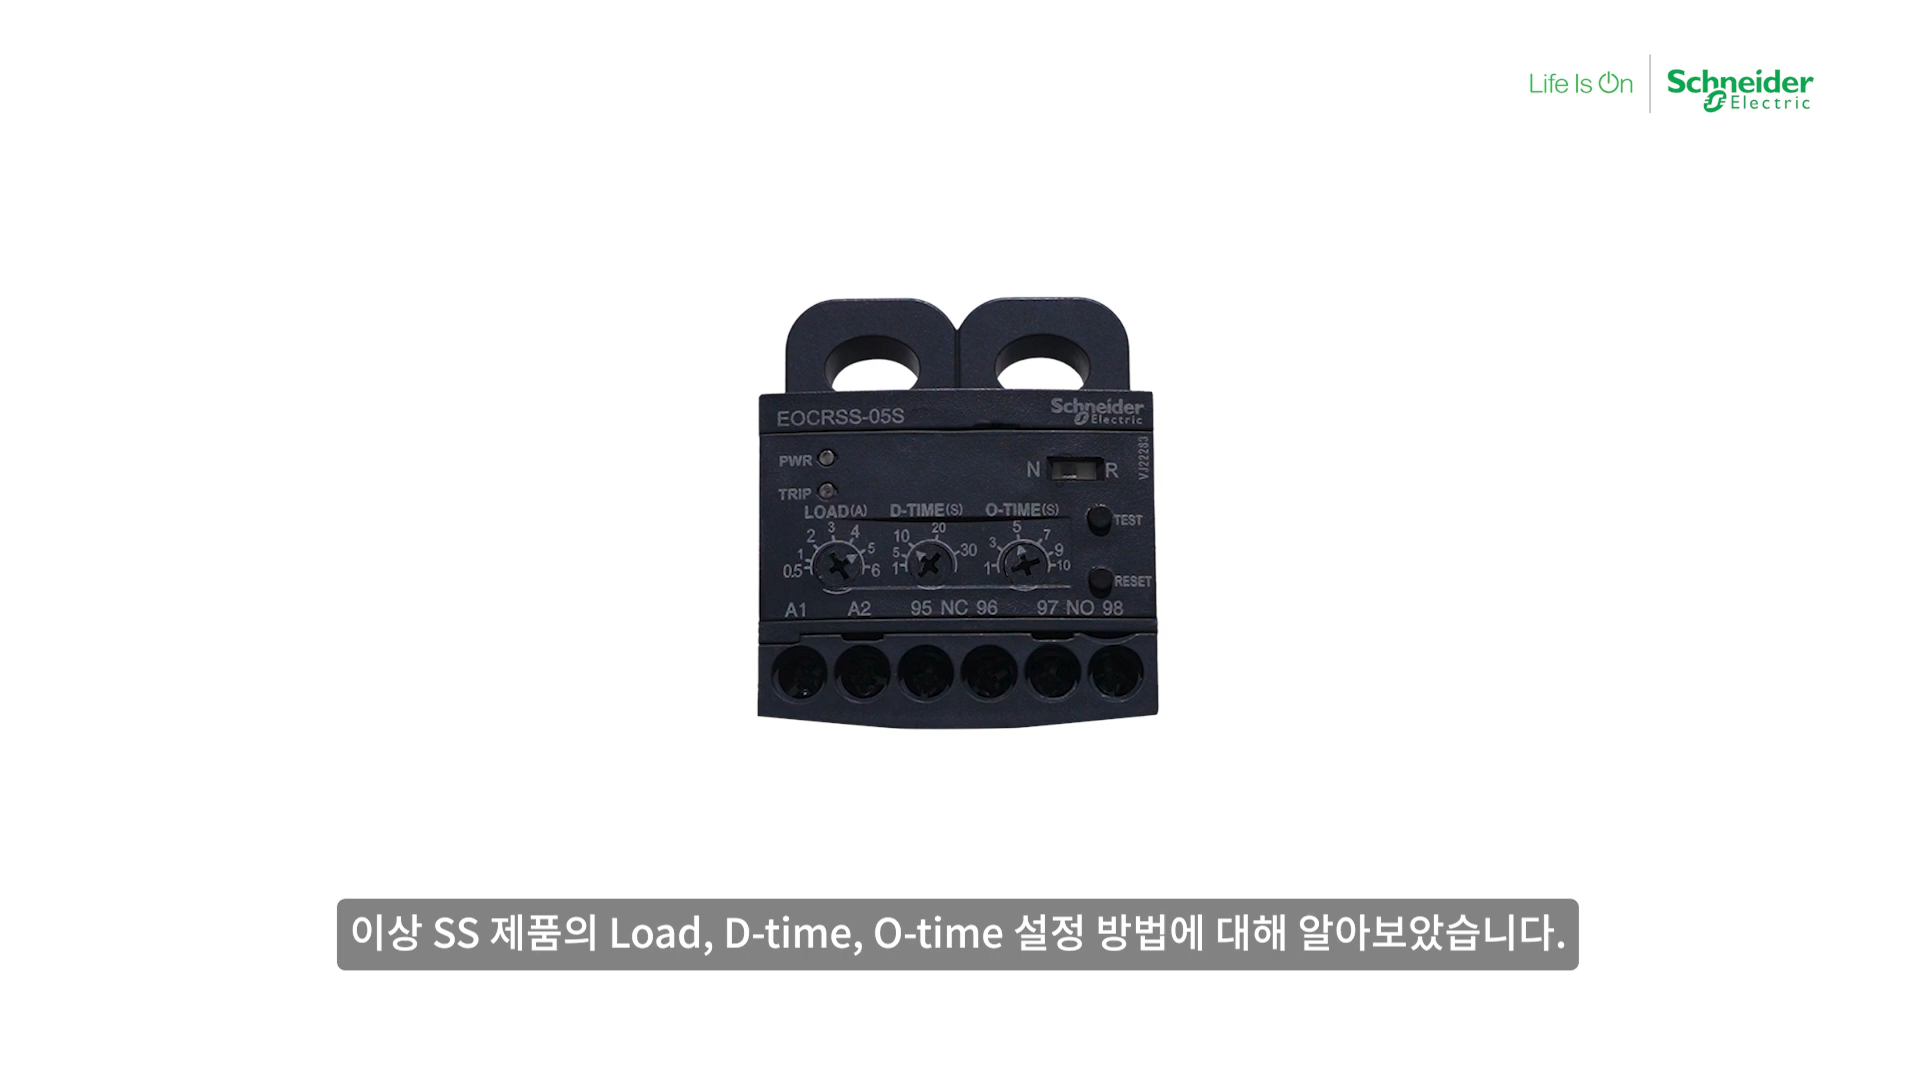 Life Is On
Schneider
Electric
EOCRSS-05S
Schneider
Electric
PWR
N R
VJ22283
TRIP
LOAD(A) D-TIME(S) O-TIME(S)
TEST
0.5 1 2 3 4 5 6
1 5 10 20 30
1 3 5 7 9 10
RESET
A1 A2 95 NC 96 97 NO 98
이상 SS 제품의 Load, D-time, O-time 설정 방법에 대해 알아보았습니다.